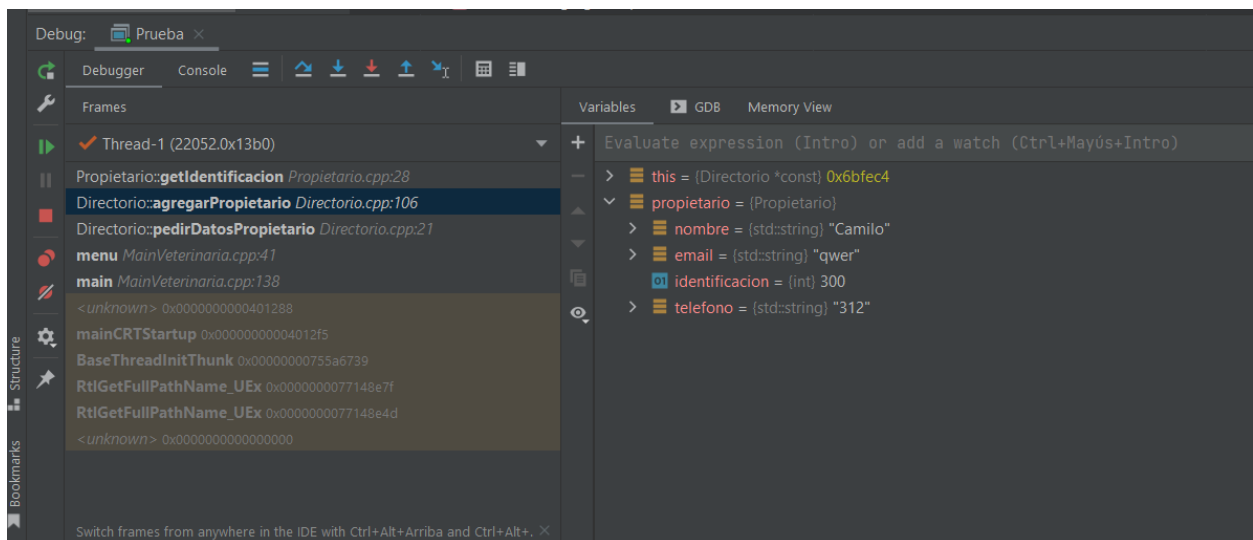 Debug: Prueba
Debugger Console
Frames
Variables GDB Memory View
Thread-1 (22052.0x13b0)
Evaluate expression (Intro) or add a watch (Ctrl+Mayús+Intro)
Propietario::getIdentificacion Propietario.cpp:28
this = {Directorio *const} 0x6bfec4
Directorio::agregarPropietario Directorio.cpp:106
propietario = {Propietario}
Directorio::pedirDatosPropietario Directorio.cpp:21
nombre = {std::string} "Camilo"
menu MainVeterinaria.cpp:41
email = {std::string} "qwer"
main MainVeterinaria.cpp:138
01 identificacion = {int} 300
<unknown> 0x0000000000401288
telefono = {std::string} "312"
mainCRTStartup 0x00000000004012f5
BaseThreadInitThunk 0x00000000755a6739
RtlGetFullPathName_UEx 0x0000000077148e7f
RtlGetFullPathName_UEx 0x0000000077148e4d
<unknown> 0x0000000000000000
Structure
Bookmarks
Switch frames from anywhere in the IDE with Ctrl+Alt+Arriba and Ctrl+Alt+.